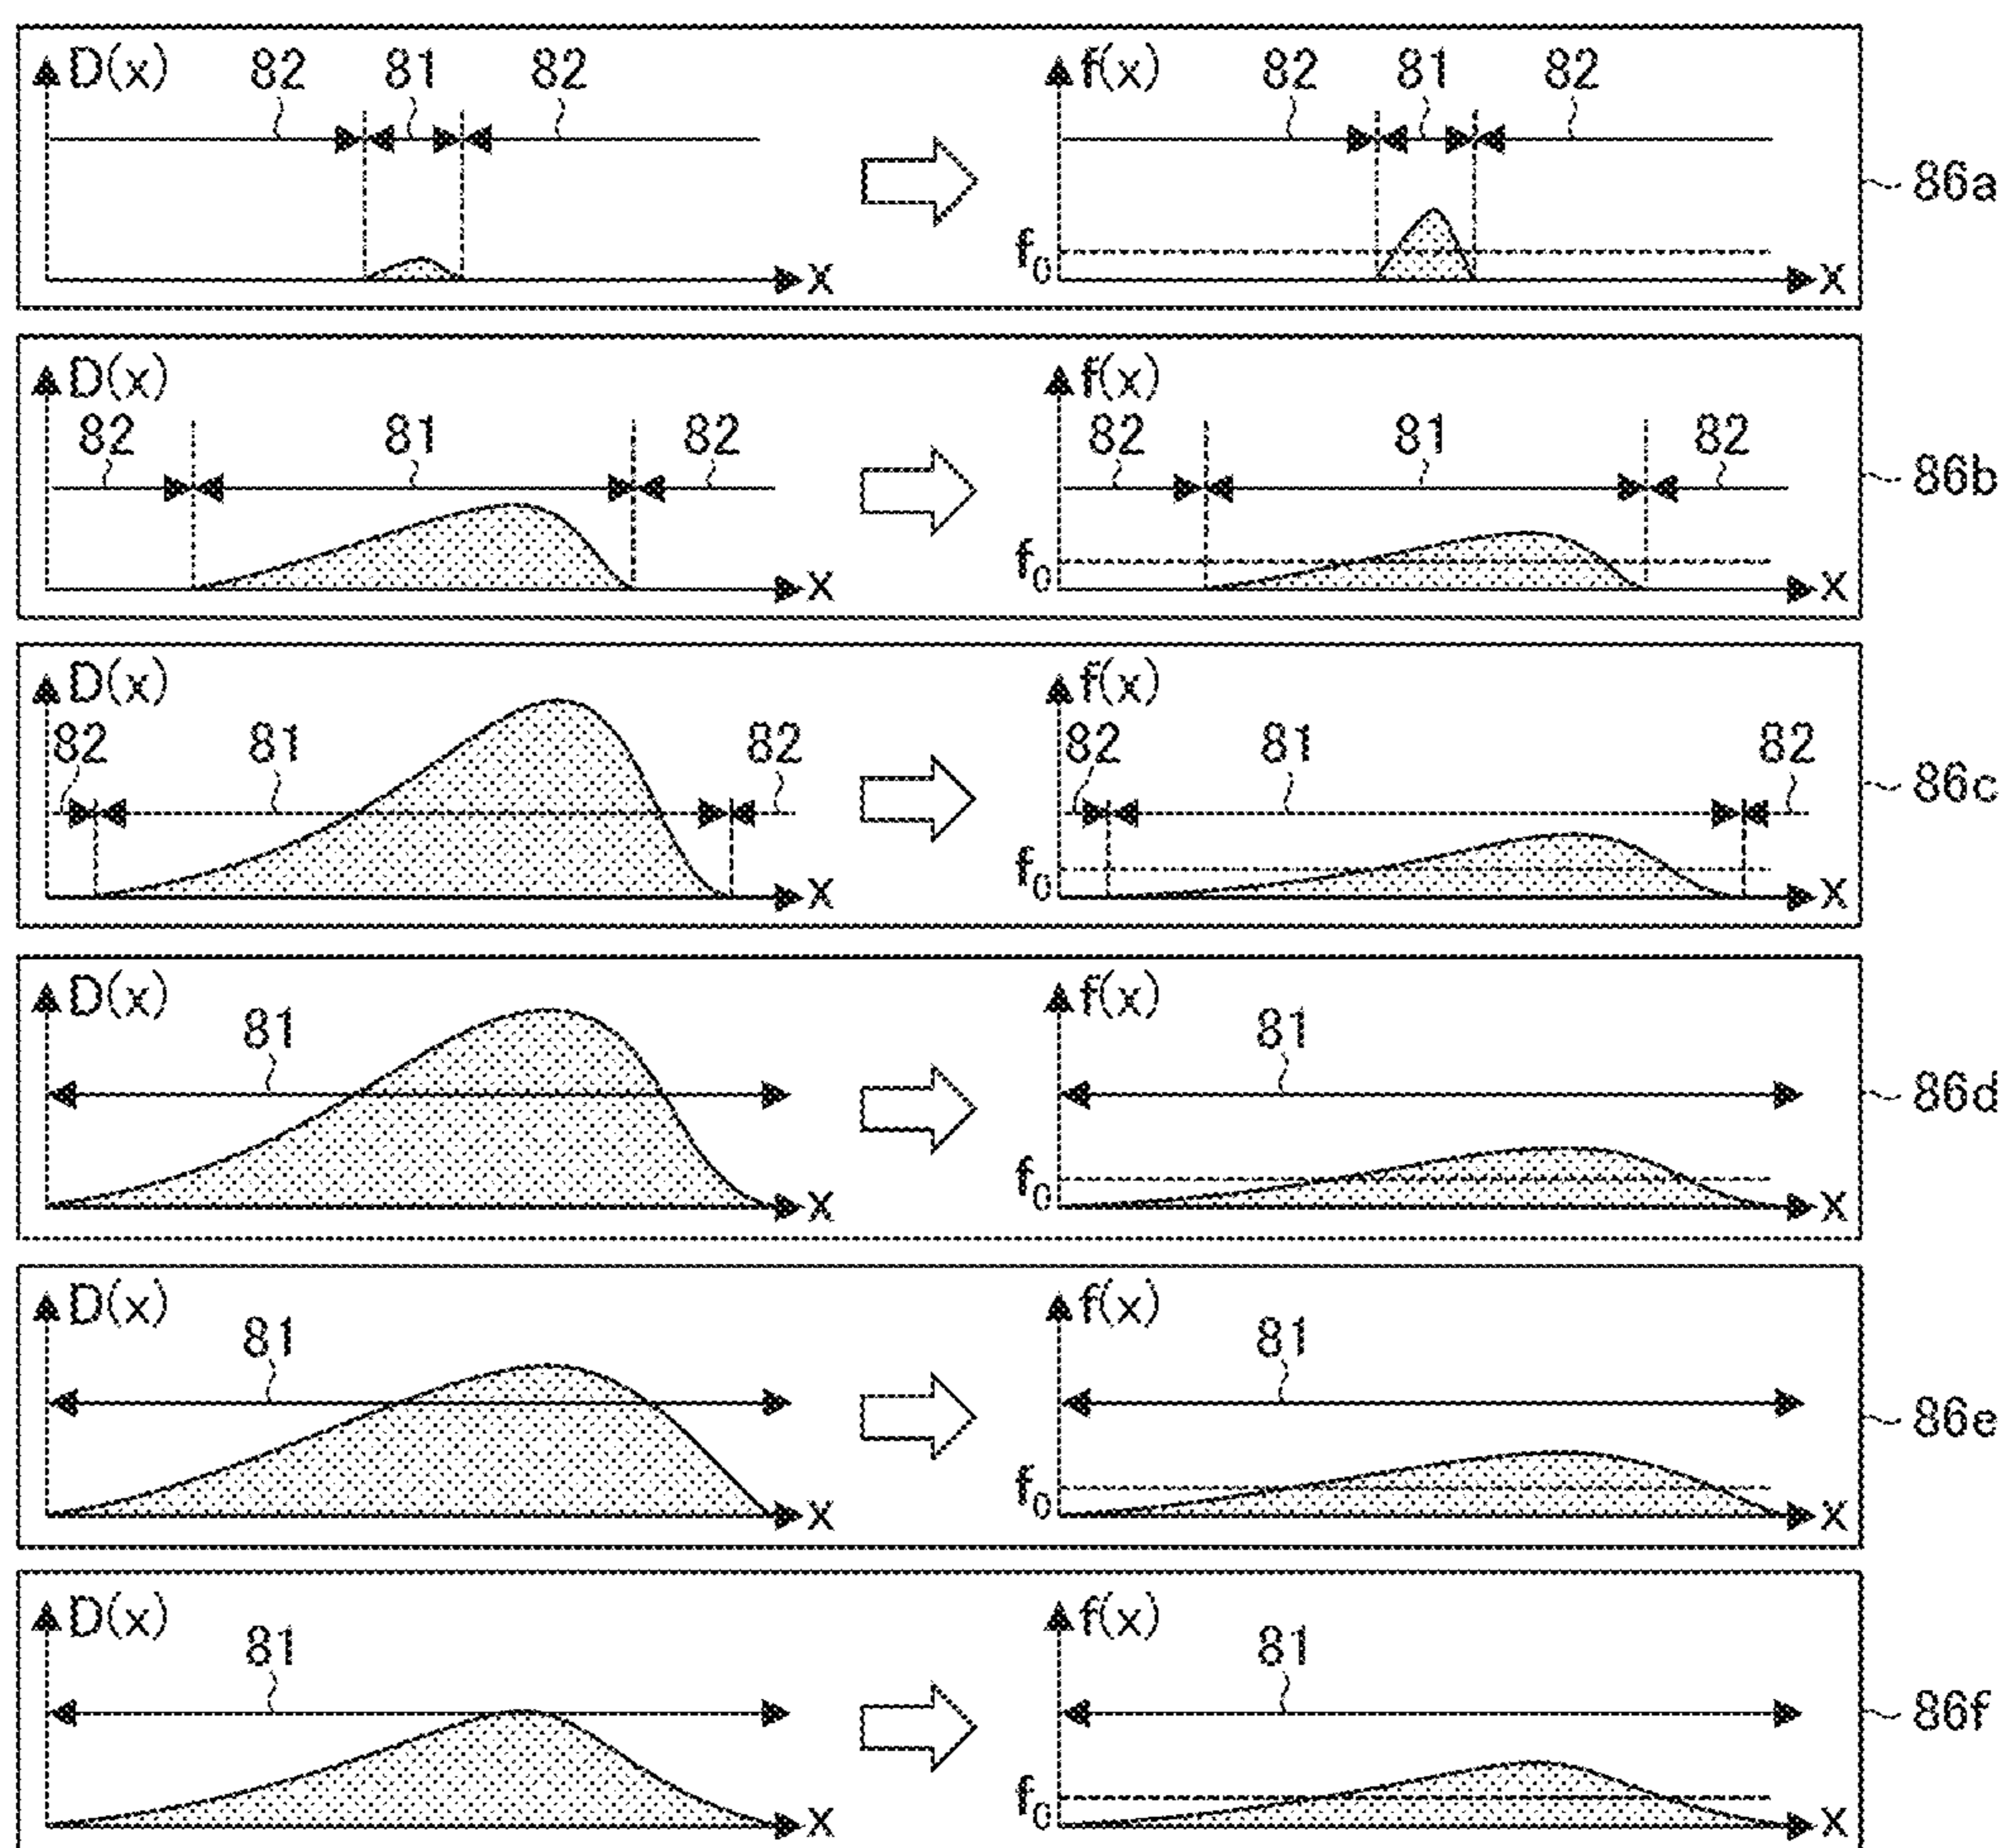 D(x) 82 81 82 f(x) 82 81 82
86a
f0
x x
D(x) f(x)
82 81 82 82 81 82
86b
f0
x x
D(x) f(x)
82 81 82 82 81 82
86c
f0
x x
D(x) f(x)
81 81
86d
f0
x x
D(x) f(x)
81 81
86e
f0
x x
D(x) f(x)
81 81
86f
f0
x x